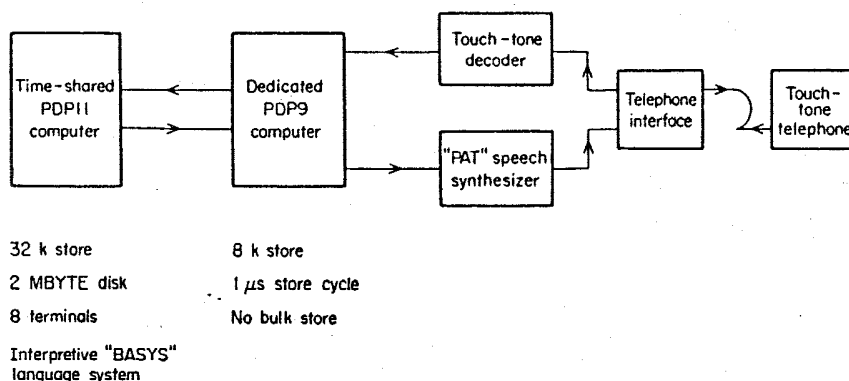 Time-shared
PDP11
computer
Dedicated
PDP9
computer
Touch-tone
decoder
"PAT" speech
synthesizer
Telephone
interface
Touch-
tone
telephone
32 k store
2 MBYTE disk
8 terminals
Interpretive "BASYS"
language system
8 k store
1 μs store cycle
No bulk store